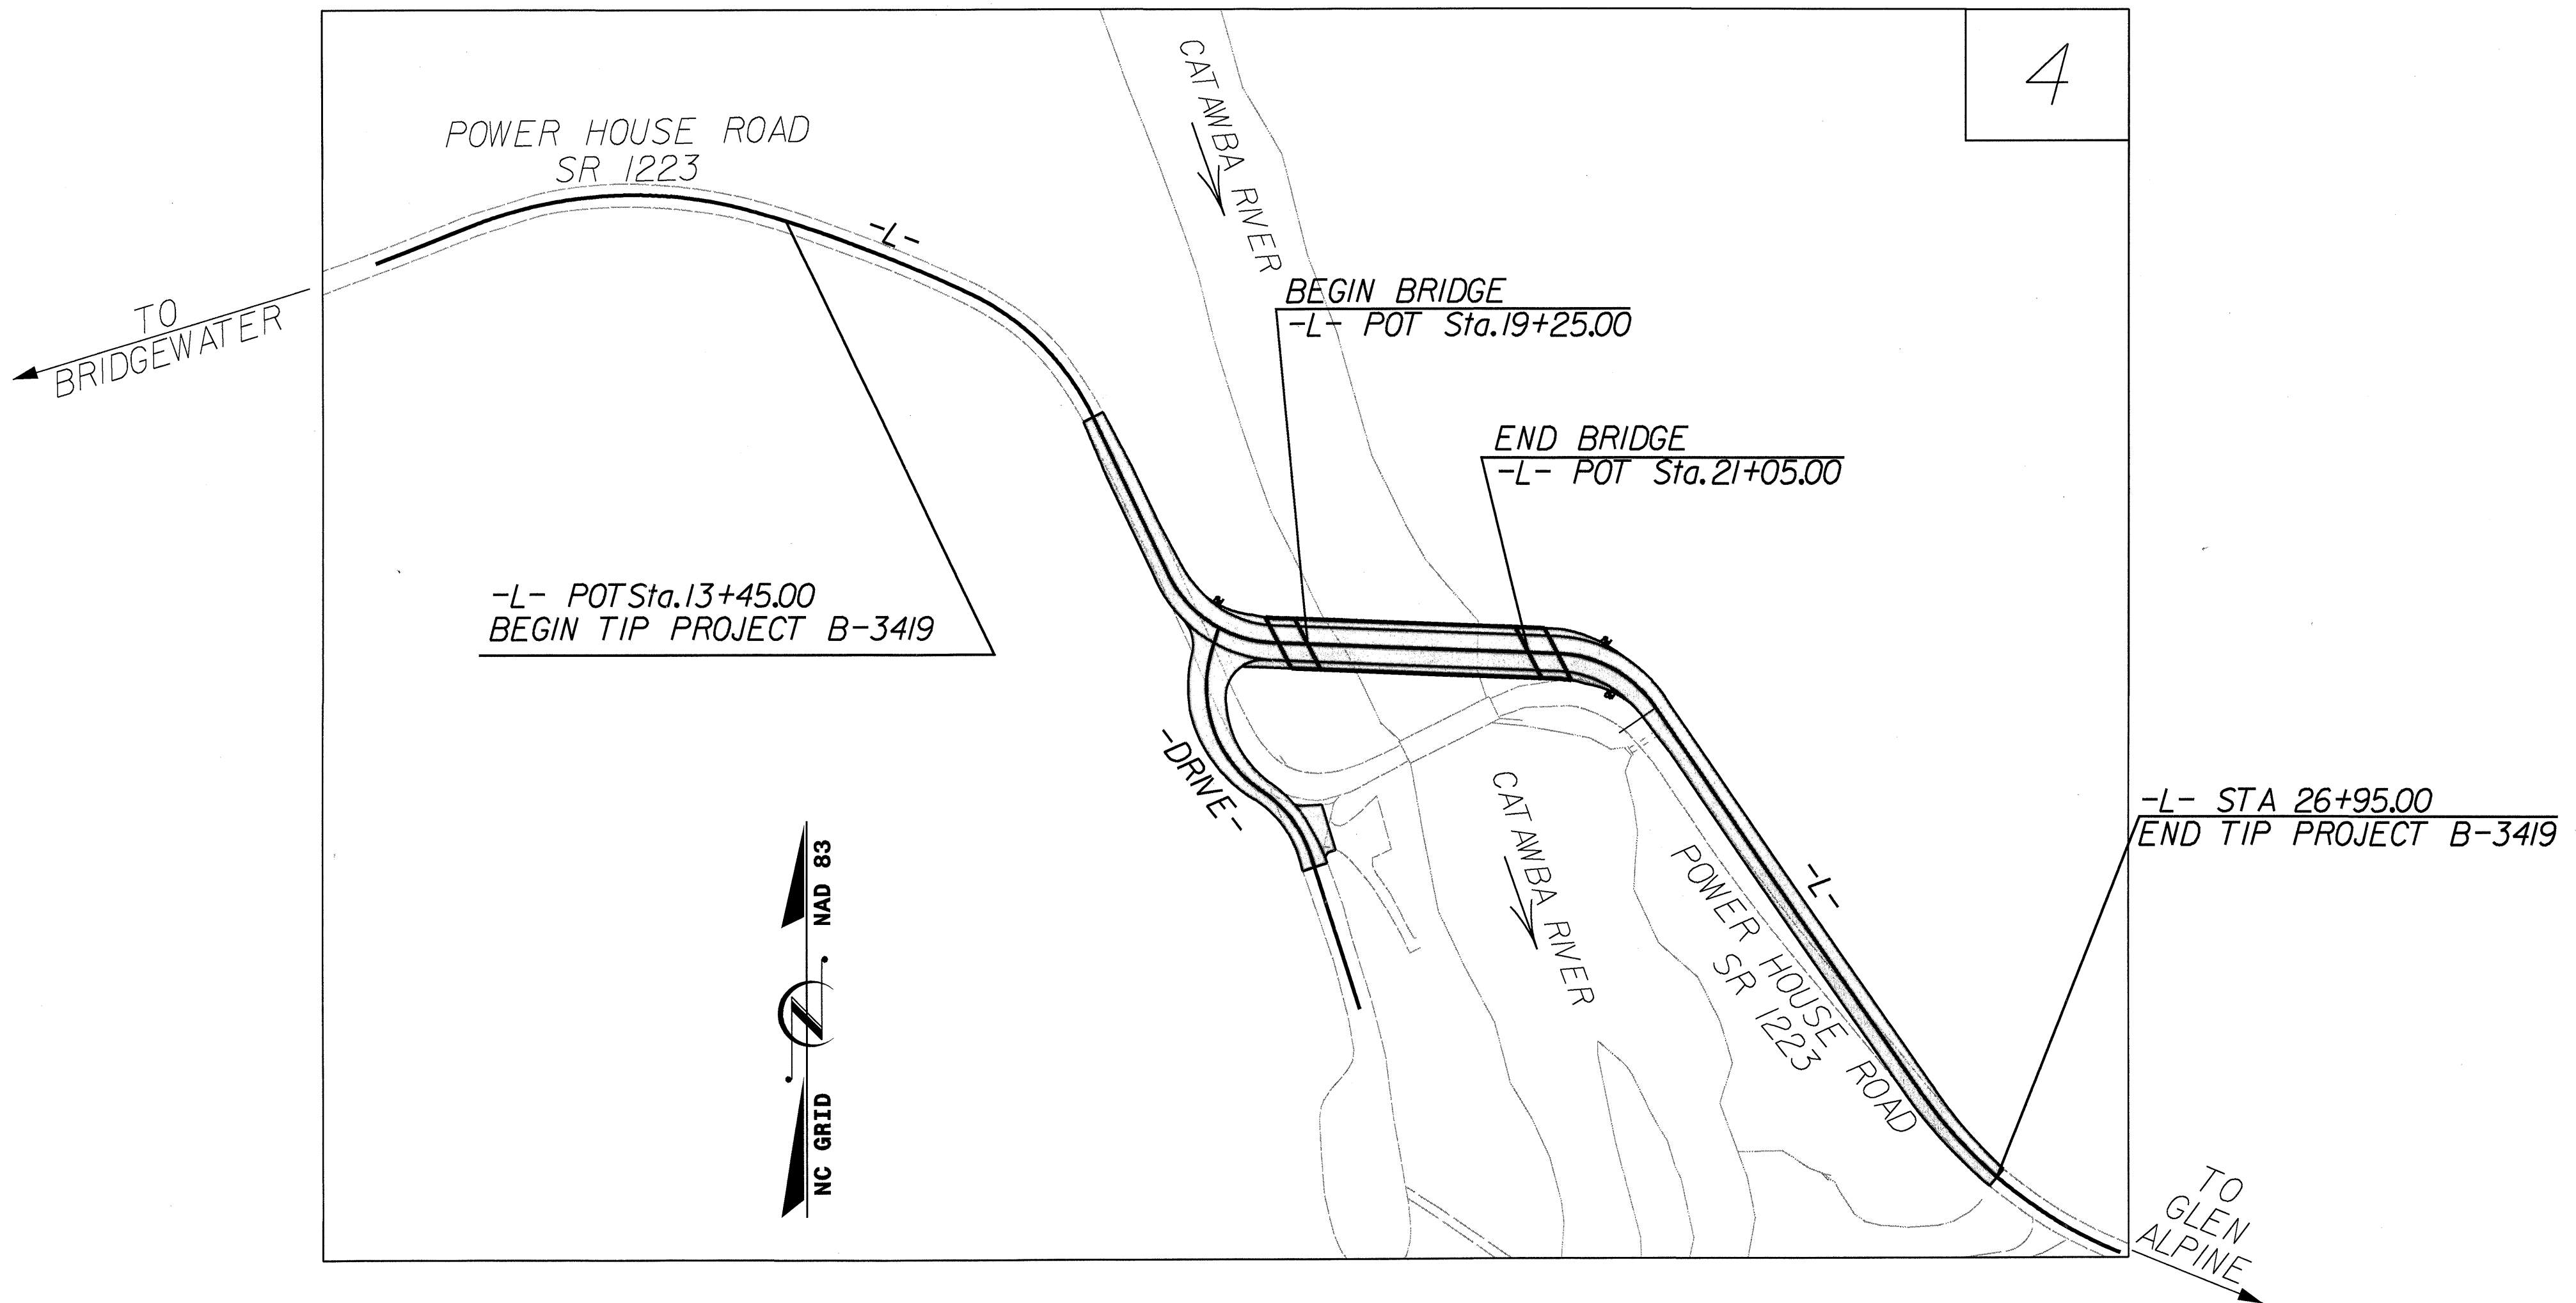 4
POWER HOUSE ROAD
SR 1223
CATAWBA RIVER
-L-
TO
BRIDGEWATER
BEGIN BRIDGE
-L- POT Sta.19+25.00
END BRIDGE
-L- POT Sta.21+05.00
-L- POT Sta.13+45.00
BEGIN TIP PROJECT B-3419
-DRIVE-
CATAWBA RIVER
-L- STA 26+95.00
END TIP PROJECT B-3419
-L-
POWER HOUSE ROAD
SR 1223
NC GRID
NAD 83
TO
GLEN
ALPINE